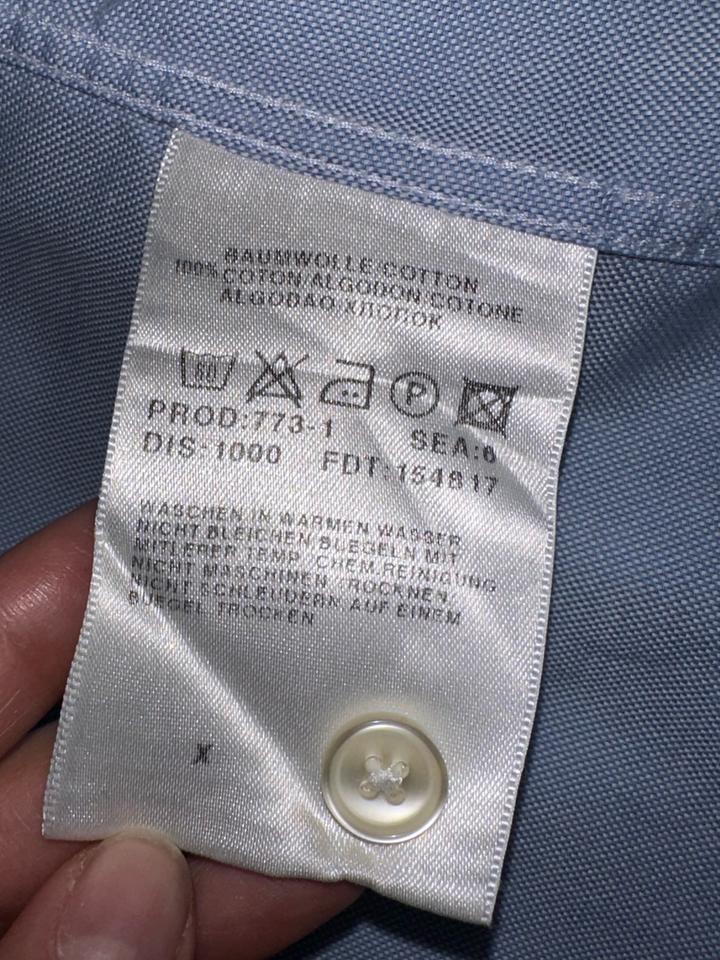 BAUMWOLLE/COTTON
100% COTON/ALGODON/COTONE
ALGODAO/ХЛОПОК
60 P
PROD:773-1 SEA:6
DIS-1000 FDT:154817
WASCHEN IN WARMEN WASSER
NICHT BLEICHEN BUEGELN MIT
MITLERER TEMP. CHEM.REINIGUNG
NICHT MASCHINEN TROCKNEN
NICHT SCHLEUDERN AUF EINEM
BUEGEL TROCKEN
X